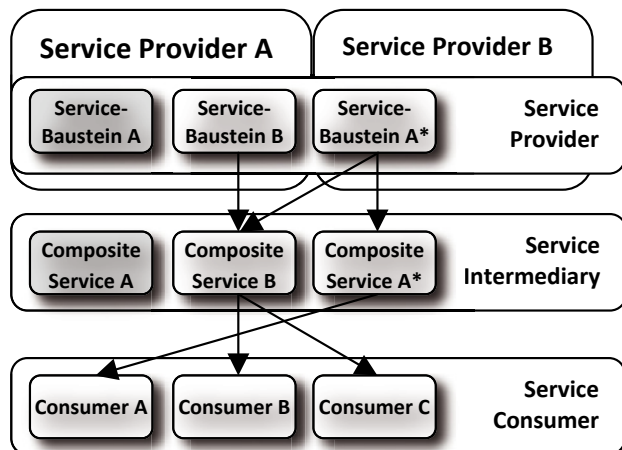 Service Provider A
Service Provider B
Service-
Baustein A
Service-
Baustein B
Service-
Baustein A*
Service
Provider
Composite
Service A
Composite
Service B
Composite
Service A*
Service
Intermediary
Consumer A
Consumer B
Consumer C
Service
Consumer